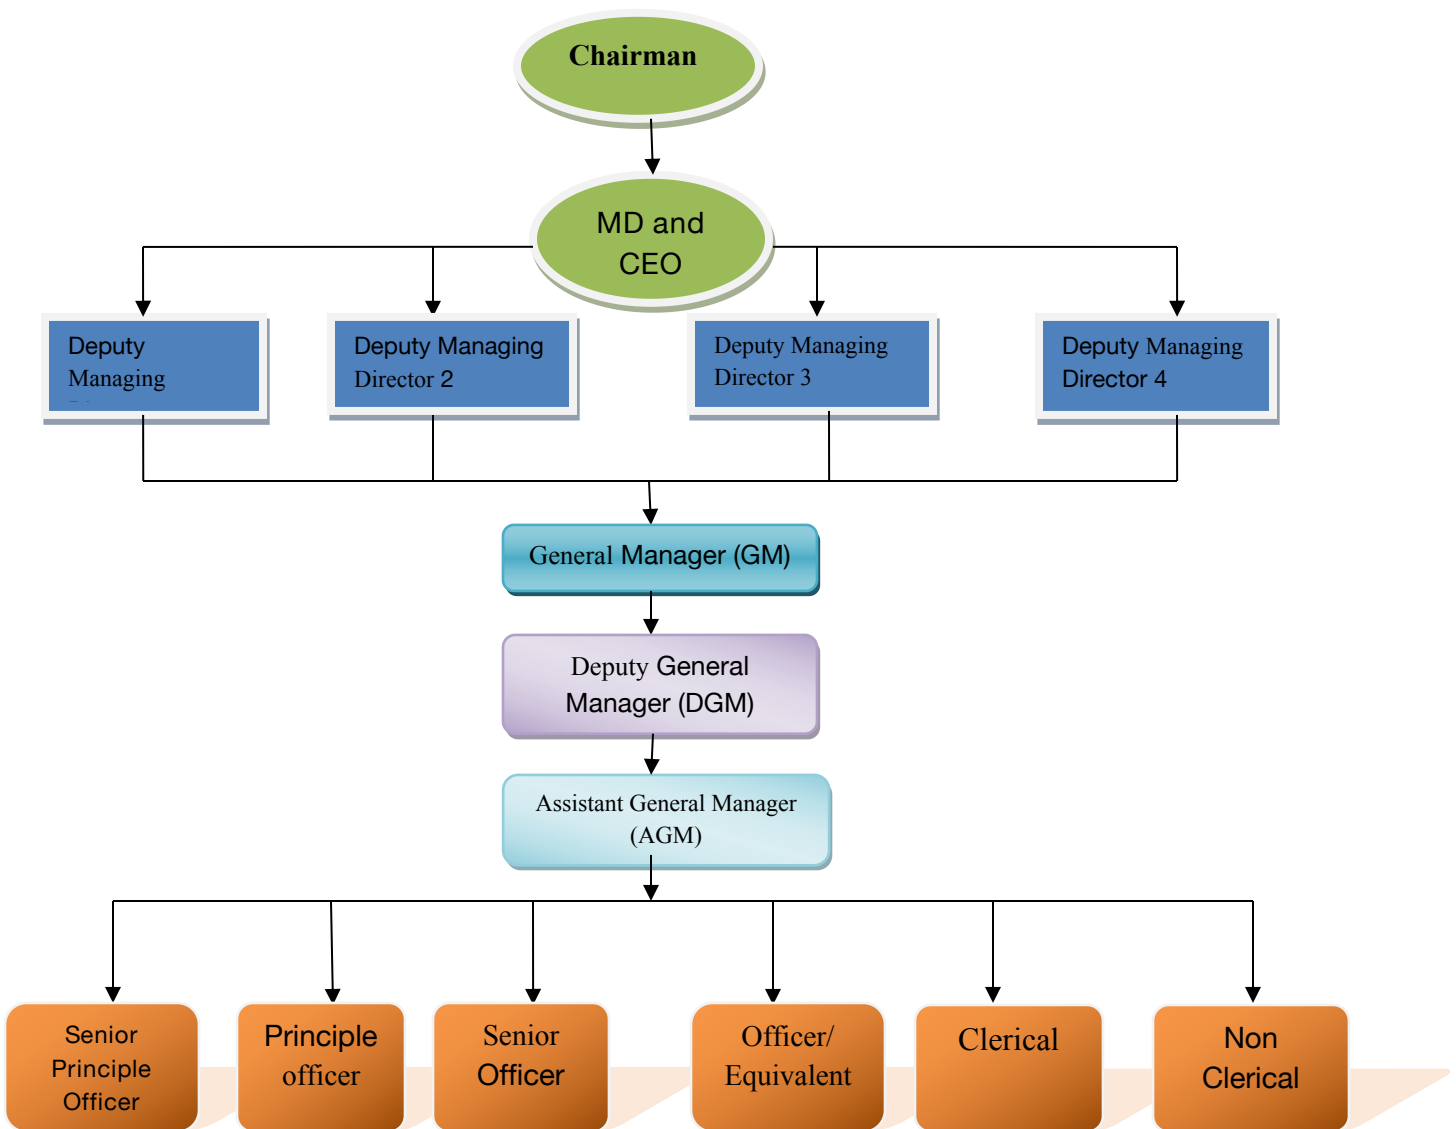 Chairman
MD and
CEO
Deputy
Managing
Deputy Managing
Director 2
Deputy Managing
Director 3
Deputy Managing
Director 4
General Manager (GM)
Deputy General
Manager (DGM)
Assistant General Manager
(AGM)
Senior
Principle
Officer
Principle
officer
Senior
Officer
Officer/
Equivalent
Clerical
Non
Clerical